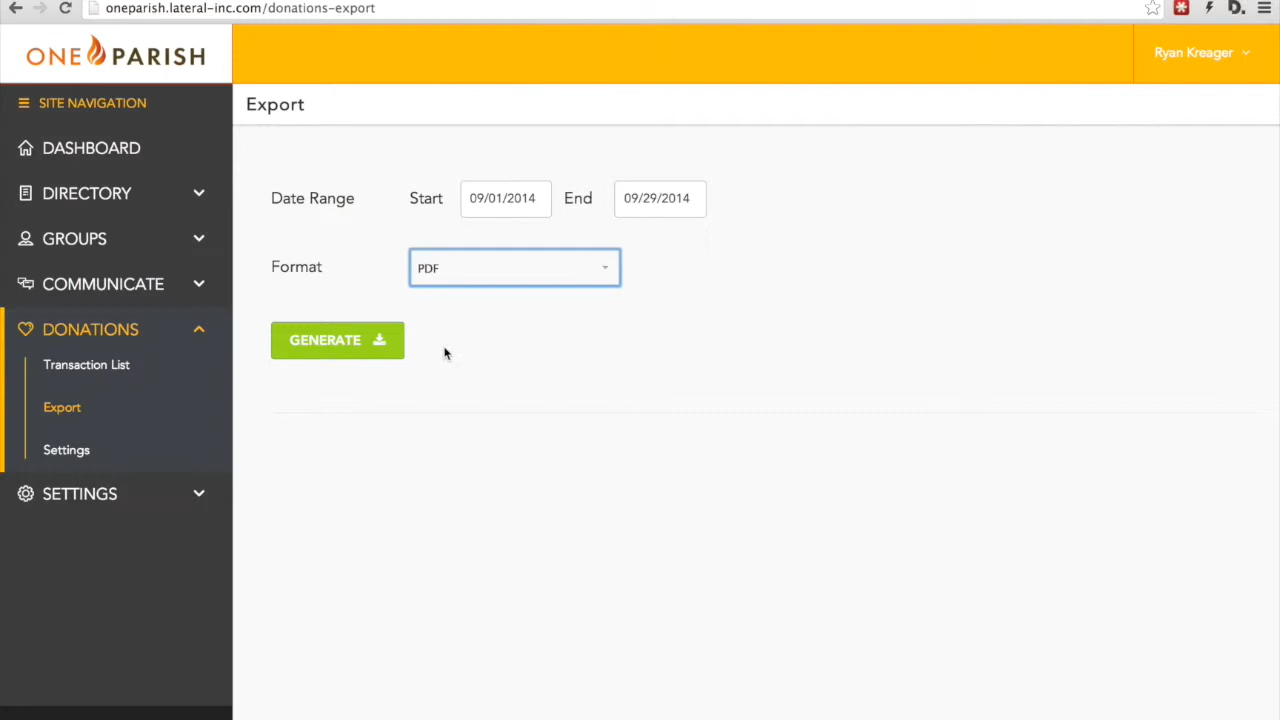 oneparish.lateral-inc.com/donations-export
ONE PARISH
Ryan Kreager
SITE NAVIGATION
DASHBOARD
DIRECTORY
GROUPS
COMMUNICATE
DONATIONS
Transaction List
Export
Settings
SETTINGS
Export
Date Range Start 09/01/2014 End 09/29/2014
Format PDF
GENERATE